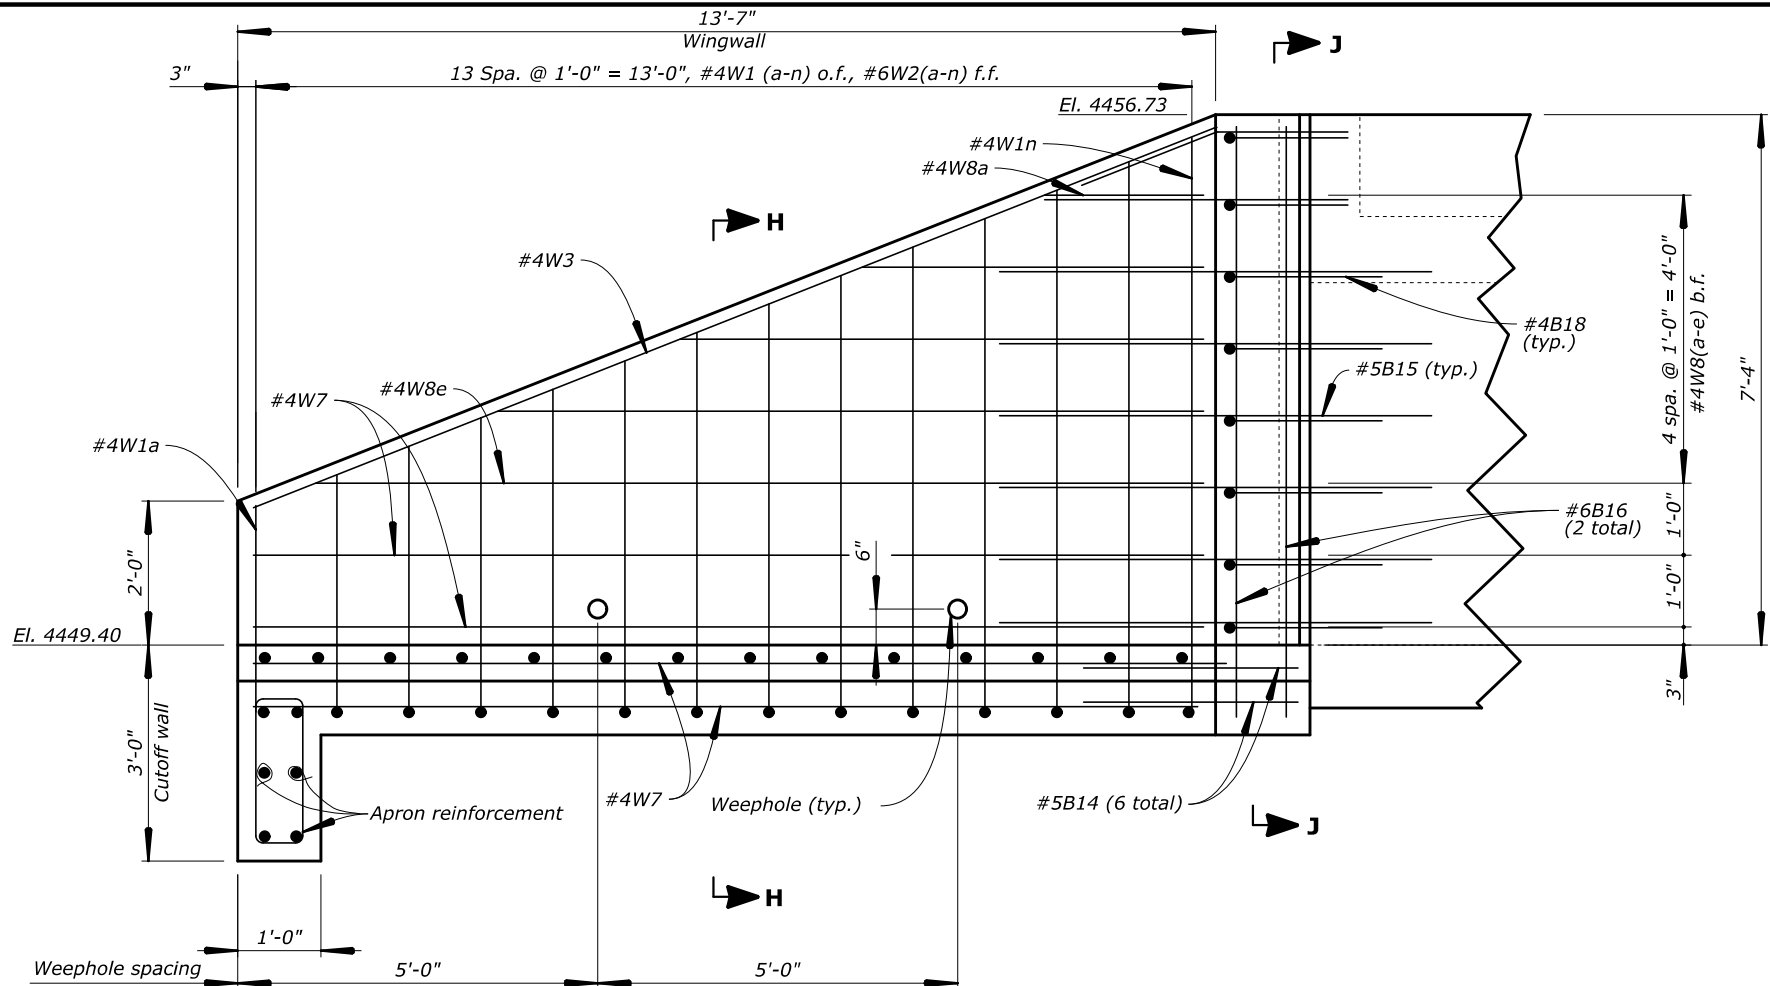 13'-7"
Wingwall
J
3"
13 Spa. @ 1'-0" = 13'-0", #4W1 (a-n) o.f., #6W2(a-n) f.f.
El. 4456.73
#4W1n
#4W8a
H
#4W3
4 spa. @ 1'-0" = 4'-0"
#4W8(a-e) b.f.
#4B18
(typ.)
7'-4"
#5B15 (typ.)
#4W8e
#4W7
#4W1a
#6B16
(2 total)
1'-0"
6"
2'-0"
1'-0"
El. 4449.40
3"
3'-0"
Cutoff wall
#4W7
Weephole (typ.)
#5B14 (6 total)
Apron reinforcement
J
H
1'-0"
Weephole spacing
5'-0"
5'-0"